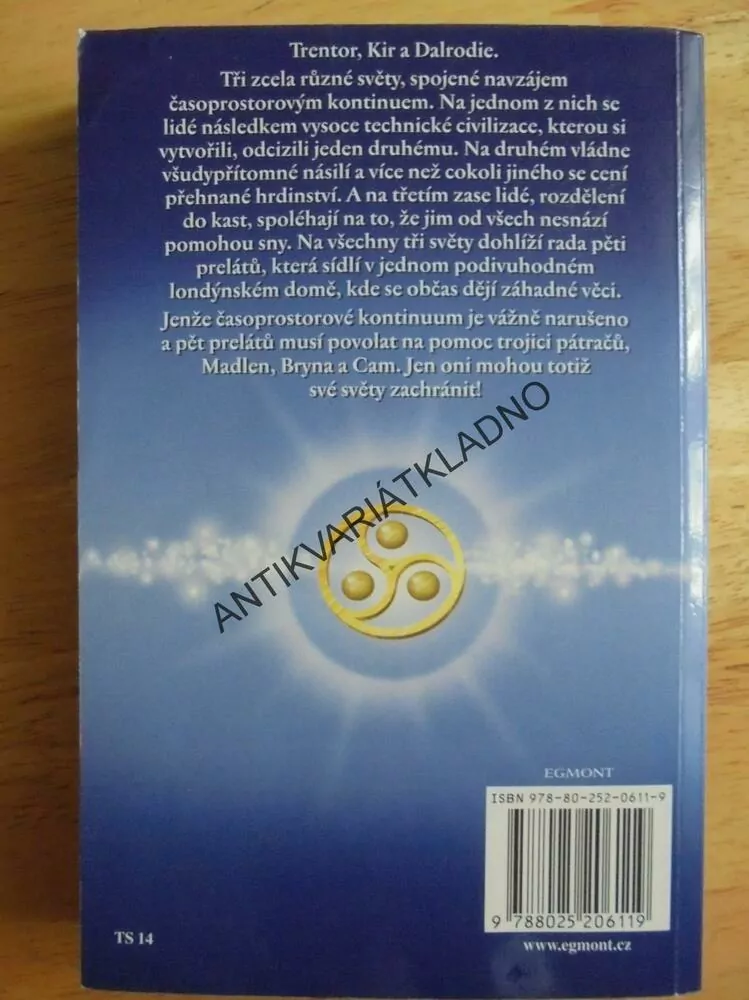 Trentor, Kir a Dalrodie.
Tři zcela různé světy, spojené navzájem
časoprostorovým kontinuem. Na jednom z nich se
lidé následkem vysoce technické civilizace, kterou si
vytvořili, odcizili jeden druhému. Na druhém vládne
všudypřítomné násilí a více než cokoli jiného se cení
přehnané hrdinství. A na třetím zase lidé, rozdělení
do kast, spoléhají na to, že jim od všech nesnází
pomohou sny. Na všechny tři světy dohlíží rada pěti
prelátů, která sídlí v jednom podivuhodném
londýnském domě, kde se občas dějí záhadné věci.
Jenže časoprostorové kontinuum je vážně narušeno
a pět prelátů musí povolat na pomoc trojici pátračů,
Madlen, Bryna a Cam. Jen oni mohou totiž
své světy zachránit!
ANTIKVARIÁTKLADNO
EGMONT
ISBN 978-80-252-0611-9
9 788025 206119
TS 14
www.egmont.cz